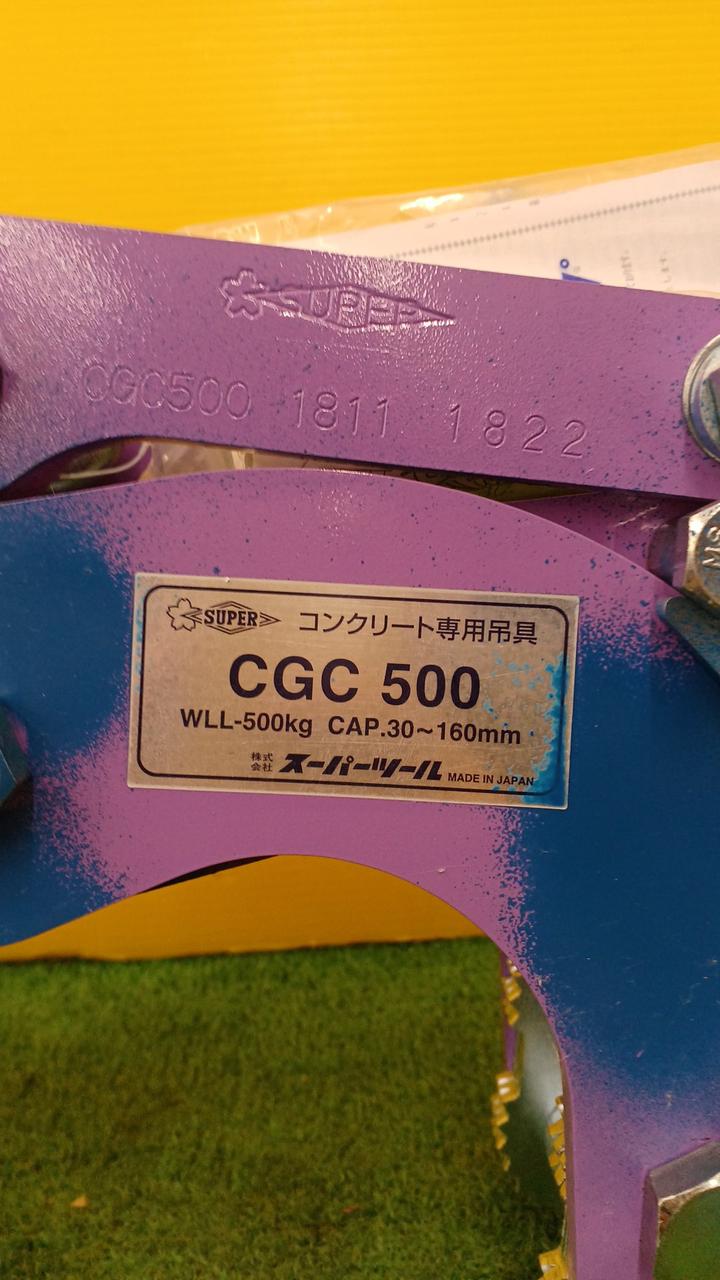 SUPER
CGC500 1811 1822
SUPER コンクリート専用吊具
CGC 500
WLL-500kg CAP.30~160mm
株式会社 スーパーツール MADE IN JAPAN